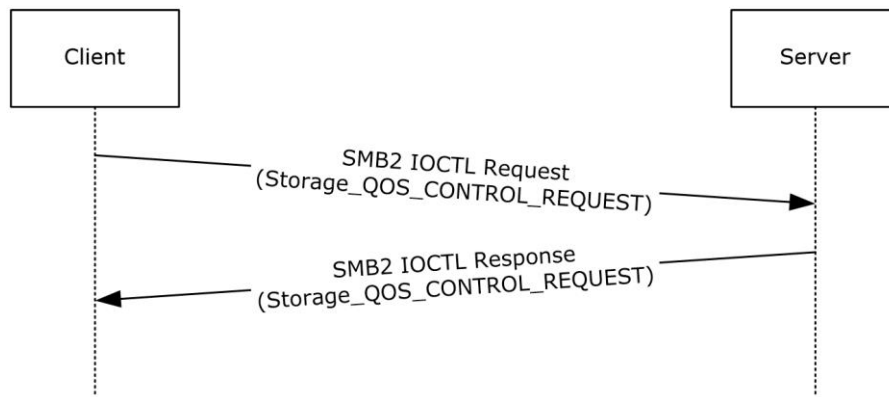 Client
Server
SMB2 IOCTL Request
(Storage_QOS_CONTROL_REQUEST)
SMB2 IOCTL Response
(Storage_QOS_CONTROL_REQUEST)